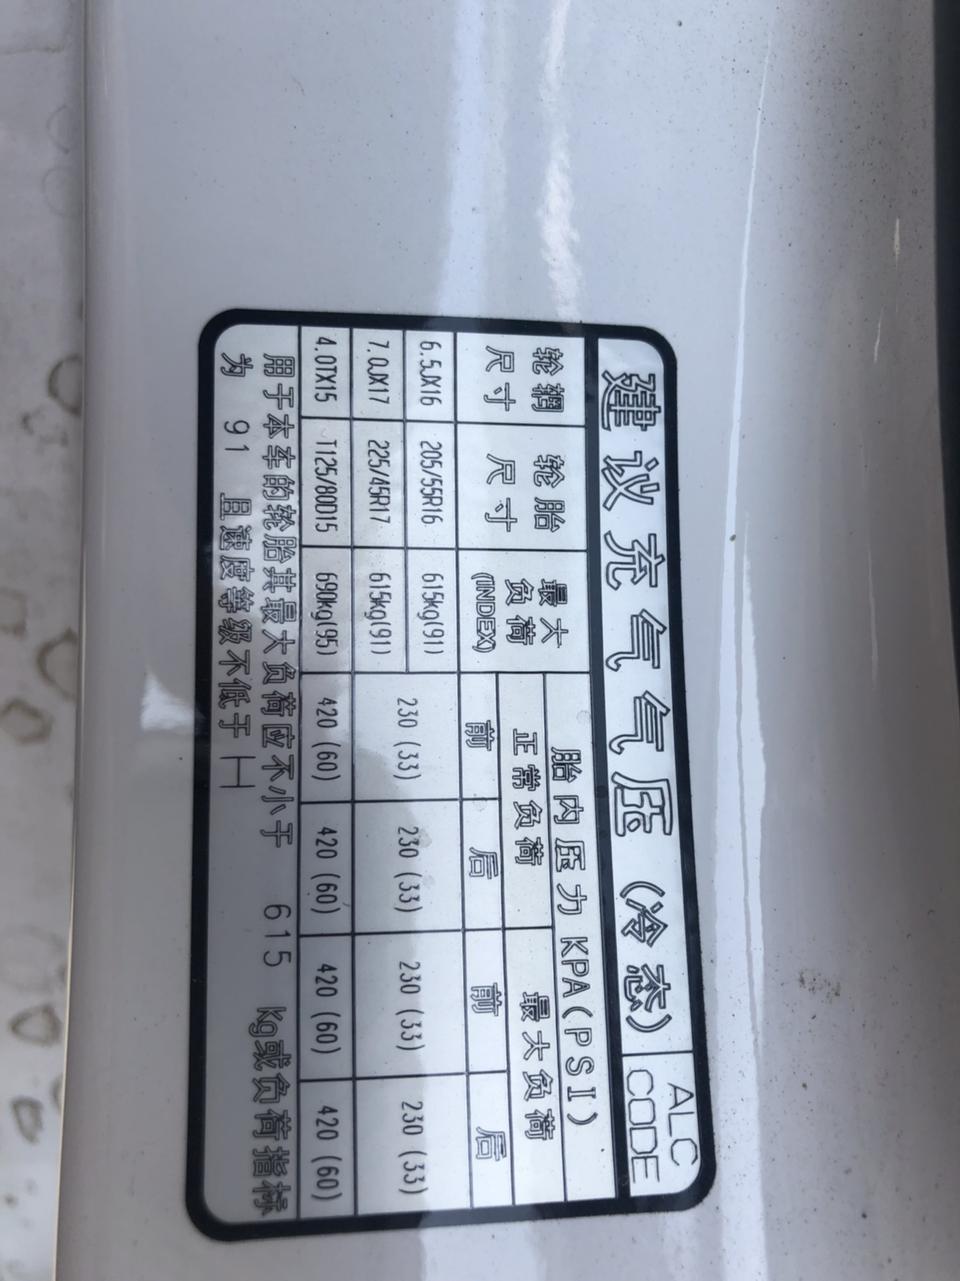 建议充气气压(冷态) ALC CODE
轮辋尺寸 轮胎尺寸 最大负荷(INDEX) 胎内压力 KPA(PSI)
正常负荷 最大负荷
前 后 前 后
6.5JX16 205/55R16 615kg(91) 230 (33) 230 (33) 230 (33) 230 (33)
7.0JX17 225/45R17 615kg(91)
4.0TX15 T125/80D15 690kg(95) 420 (60) 420 (60) 420 (60) 420 (60)
用于本车的轮胎其最大负荷应不小于 615 kg或负荷指标
为 91 且速度等级不低于 H